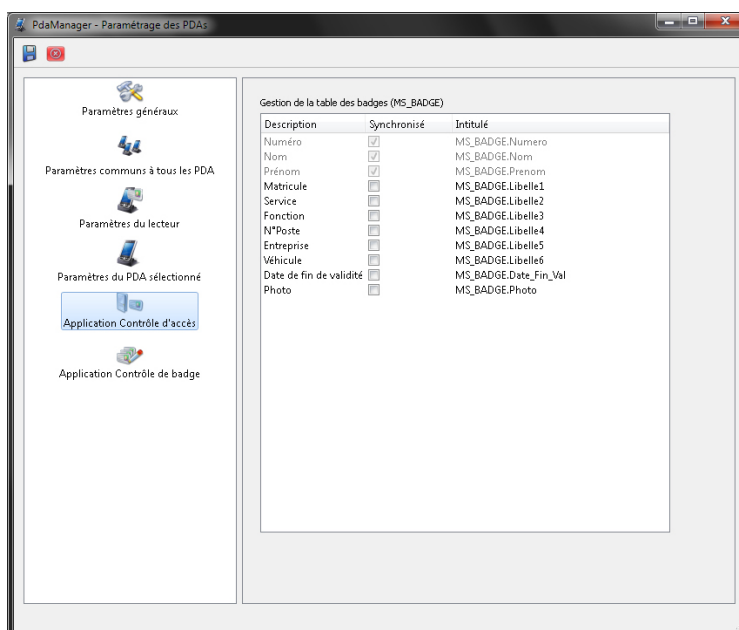 PdaManager - Paramètrage des PDAs
Paramètres généraux
Paramètres communs à tous les PDA
Paramètres du lecteur
Paramètres du PDA sélectionné
Application Contrôle d'accès
Application Contrôle de badge
Gestion de la table des badges (MS_BADGE)
Description Synchronisé Intitulé
Numéro MS_BADGE.Numero
Nom MS_BADGE.Nom
Prénom MS_BADGE.Prenom
Matricule MS_BADGE.Libelle1
Service MS_BADGE.Libelle2
Fonction MS_BADGE.Libelle3
N°Poste MS_BADGE.Libelle4
Entreprise MS_BADGE.Libelle5
Véhicule MS_BADGE.Libelle6
Date de fin de validité MS_BADGE.Date_Fin_Val
Photo MS_BADGE.Photo